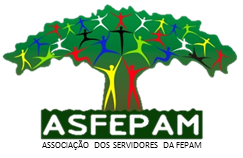 ASFEPAM
ASSOCIAÇÃO DOS SERVIDORES DA FEPAM